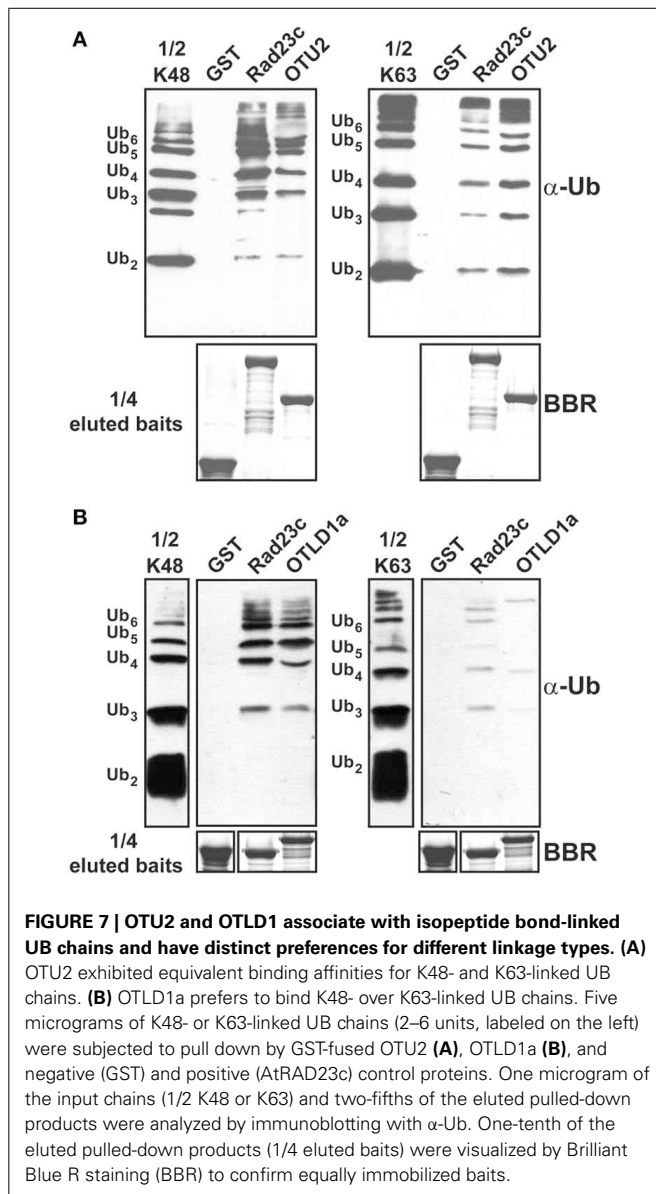 A
1/2
K48
GST
Rad23c
OTU2
1/2
K63
GST
Rad23c
OTU2
Ub6
Ub5
Ub4
Ub3
Ub2
Ub6
Ub5
Ub4
Ub3
Ub2
α-Ub
1/4
eluted baits
BBR
B
1/2
K48
GST
Rad23c
OTLD1a
1/2
K63
GST
Rad23c
OTLD1a
Ub6
Ub5
Ub4
Ub3
Ub2
Ub6
Ub5
Ub4
Ub3
Ub2
α-Ub
1/4
eluted baits
BBR
FIGURE 7 | OTU2 and OTLD1 associate with isopeptide bond-linked
UB chains and have distinct preferences for different linkage types. (A)
OTU2 exhibited equivalent binding affinities for K48- and K63-linked UB
chains. (B) OTLD1a prefers to bind K48- over K63-linked UB chains. Five
micrograms of K48- or K63-linked UB chains (2–6 units, labeled on the left)
were subjected to pull down by GST-fused OTU2 (A), OTLD1a (B), and
negative (GST) and positive (AtRAD23c) control proteins. One microgram of
the input chains (1/2 K48 or K63) and two-fifths of the eluted pulled-down
products were analyzed by immunoblotting with α-Ub. One-tenth of the
eluted pulled-down products (1/4 eluted baits) were visualized by Brilliant
Blue R staining (BBR) to confirm equally immobilized baits.